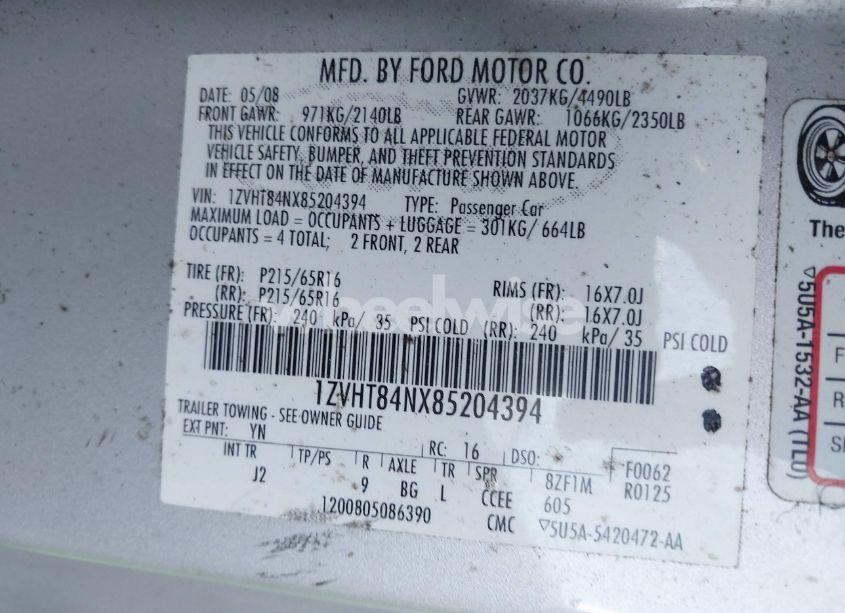 MFD. BY FORD MOTOR CO.
DATE: 05/08 GVWR: 2037KG/4490LB
FRONT GAWR: 971KG/2140LB REAR GAWR: 1066KG/2350LB
THIS VEHICLE CONFORMS TO ALL APPLICABLE FEDERAL MOTOR
VEHICLE SAFETY, BUMPER, AND THEFT PREVENTION STANDARDS
IN EFFECT ON THE DATE OF MANUFACTURE SHOWN ABOVE.
VIN: 1ZVHT84NX85204394 TYPE: Passenger Car
MAXIMUM LOAD = OCCUPANTS + LUGGAGE = 301KG/ 664LB
OCCUPANTS = 4 TOTAL; 2 FRONT, 2 REAR
TIRE (FR): P215/65R16 RIMS (FR): 16X7.0J
(RR): P215/65R16 (RR): 16X7.0J
PRESSURE (FR): 240 kPa/ 35 PSI COLD (RR): 240 kPa/ 35 PSI COLD
wheelwise
1ZVHT84NX85204394
TRAILER TOWING - SEE OWNER GUIDE
EXT PNT: YN RC: 16 DSO: F0062
INT TR TP/PS R AXLE TR SPR 8ZF1M R0125
J2 9 BG L CCEE 605
1200805086390 CMC ▽5U5A-5420472-AA
The
▽5U5A-1532-AA (TL0)
F
R